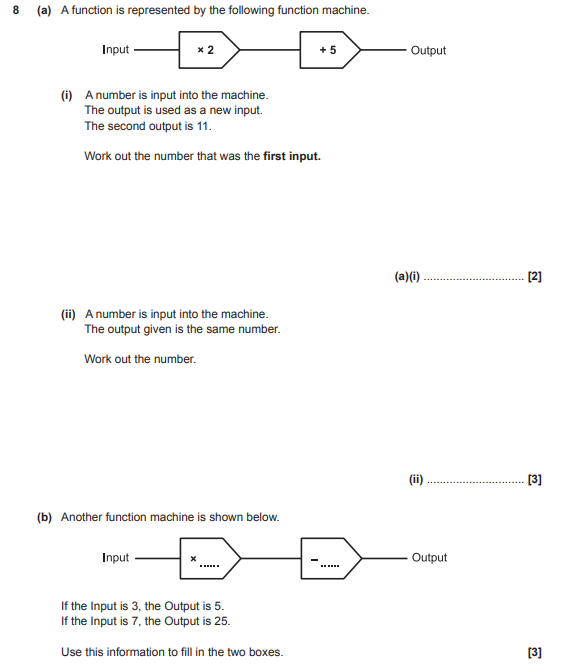 8 (a) A function is represented by the following function machine.
Input × 2 + 5 Output
(i) A number is input into the machine.
The output is used as a new input.
The second output is 11.
Work out the number that was the first input.
(a)(i) .............................. [2]
(ii) A number is input into the machine.
The output given is the same number.
Work out the number.
(ii) .............................. [3]
(b) Another function machine is shown below.
Input × ...... − ...... Output
If the Input is 3, the Output is 5.
If the Input is 7, the Output is 25.
Use this information to fill in the two boxes. [3]